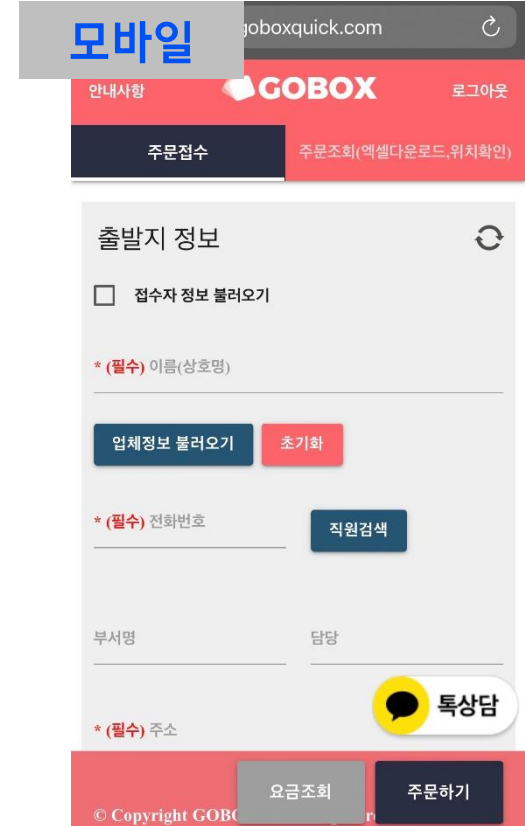 모바일
goboxquick.com
안내사항
GOBOX
로그아웃
주문접수
주문조회(엑셀다운로드,위치확인)
출발지 정보
접수자 정보 불러오기
* (필수) 이름(상호명)
업체정보 불러오기
초기화
* (필수) 전화번호
직원검색
부서명
담당
톡상담
* (필수) 주소
요금조회
주문하기
© Copyright